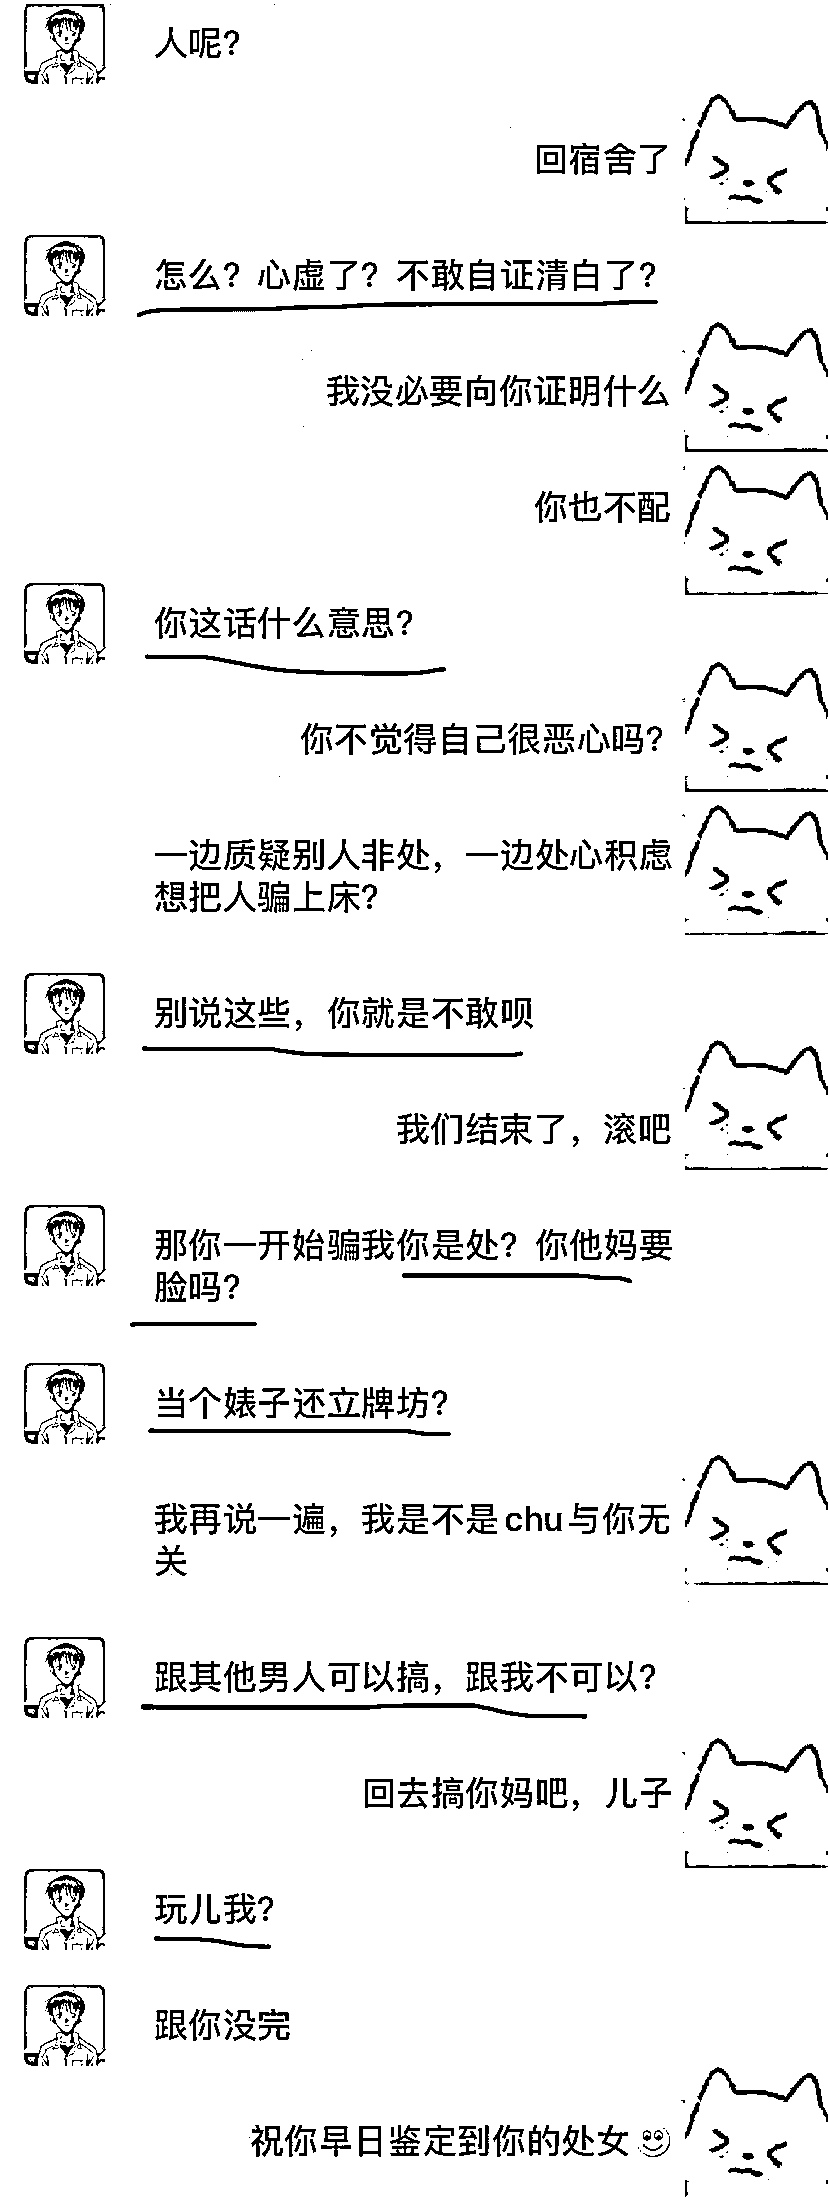 人呢？
回宿舍了
怎么？心虚了？不敢自证清白了？
我没必要向你证明什么
你也不配
你这话什么意思？
你不觉得自己很恶心吗？
一边质疑别人非处，一边处心积虑
想把人骗上床？
别说这些，你就是不敢呗
我们结束了，滚吧
那你一开始骗我你是处？你他妈要
脸吗？
当个婊子还立牌坊？
我再说一遍，我是不是chu与你无
关
跟其他男人可以搞，跟我不可以？
回去搞你妈吧，儿子
玩儿我？
跟你没完
祝你早日鉴定到你的处女